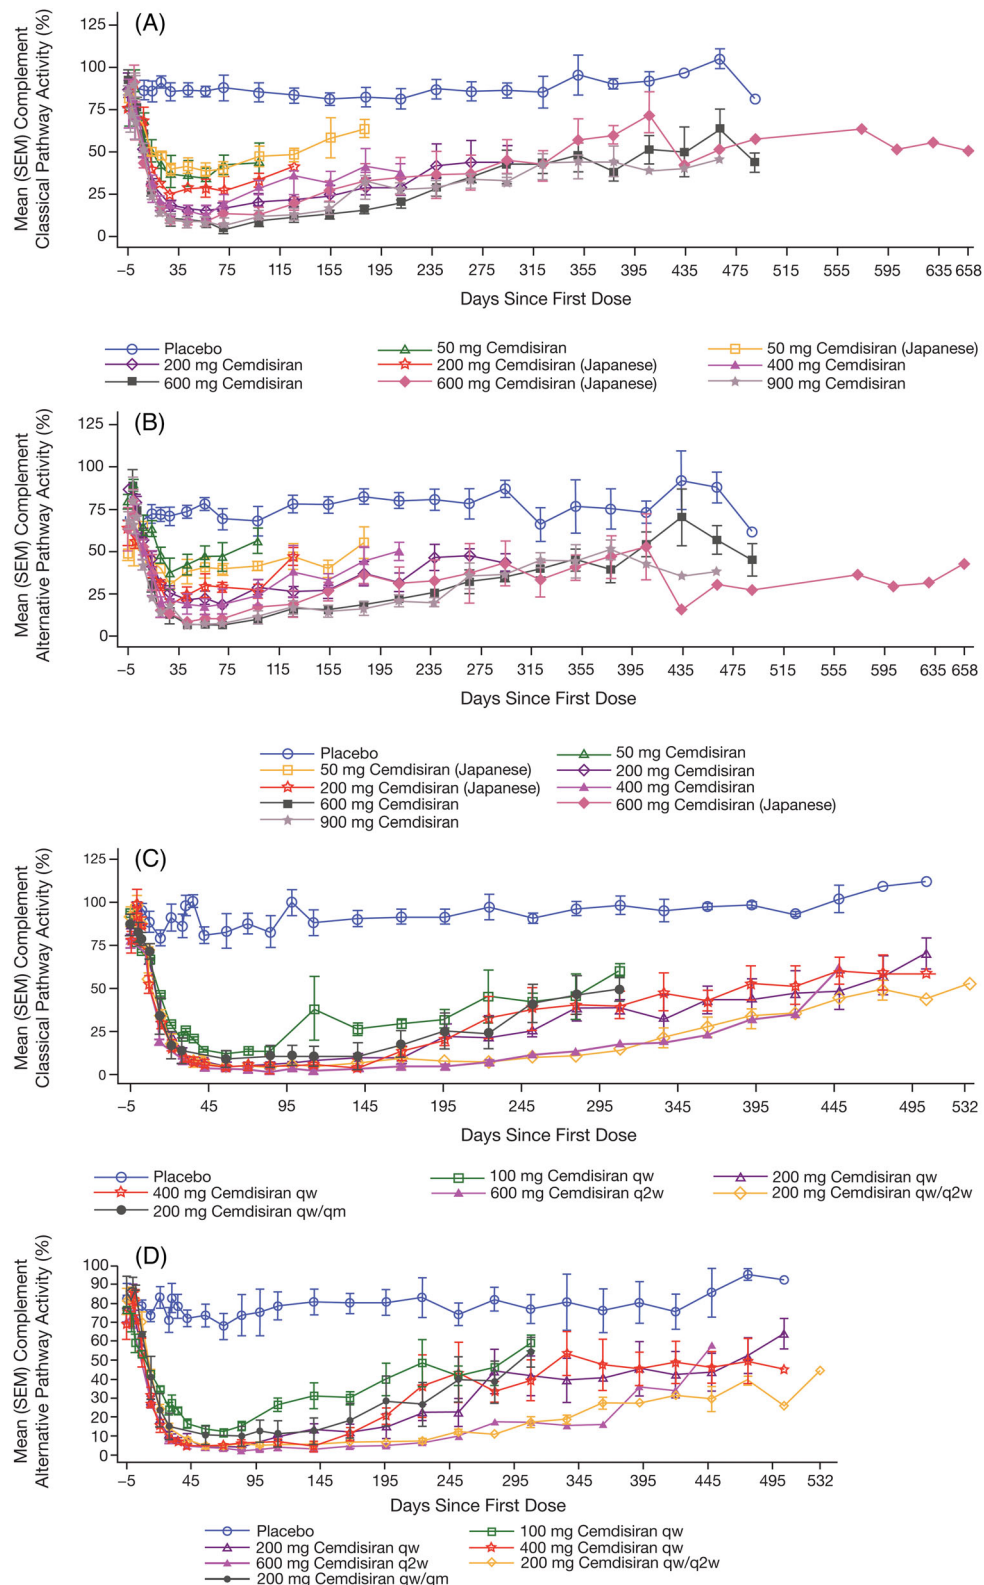 (A)
Mean (SEM) Complement
Classical Pathway Activity (%)
125
100
75
50
25
0
−5 35 75 115 155 195 235 275 315 355 395 435 475 515 555 595 635 658
Days Since First Dose
Placebo 50 mg Cemdisiran 50 mg Cemdisiran (Japanese)
200 mg Cemdisiran 200 mg Cemdisiran (Japanese) 400 mg Cemdisiran
600 mg Cemdisiran 600 mg Cemdisiran (Japanese) 900 mg Cemdisiran
(B)
Mean (SEM) Complement
Alternative Pathway Activity (%)
125
100
75
50
25
0
−5 35 75 115 155 195 235 275 315 355 395 435 475 515 555 595 635 658
Days Since First Dose
Placebo 50 mg Cemdisiran
50 mg Cemdisiran (Japanese) 200 mg Cemdisiran
200 mg Cemdisiran (Japanese) 400 mg Cemdisiran
600 mg Cemdisiran 600 mg Cemdisiran (Japanese)
900 mg Cemdisiran
(C)
Mean (SEM) Complement
Classical Pathway Activity (%)
125
100
75
50
25
0
−5 45 95 145 195 245 295 345 395 445 495 532
Days Since First Dose
Placebo 100 mg Cemdisiran qw 200 mg Cemdisiran qw
400 mg Cemdisiran qw 600 mg Cemdisiran q2w 200 mg Cemdisiran qw/q2w
200 mg Cemdisiran qw/qm
(D)
Mean (SEM) Complement
Alternative Pathway Activity (%)
100
90
80
70
60
50
40
30
20
10
0
−5 45 95 145 195 245 295 345 395 445 495 532
Days Since First Dose
Placebo 100 mg Cemdisiran qw
200 mg Cemdisiran qw 400 mg Cemdisiran qw
600 mg Cemdisiran q2w 200 mg Cemdisiran qw/q2w
200 mg Cemdisiran qw/qm